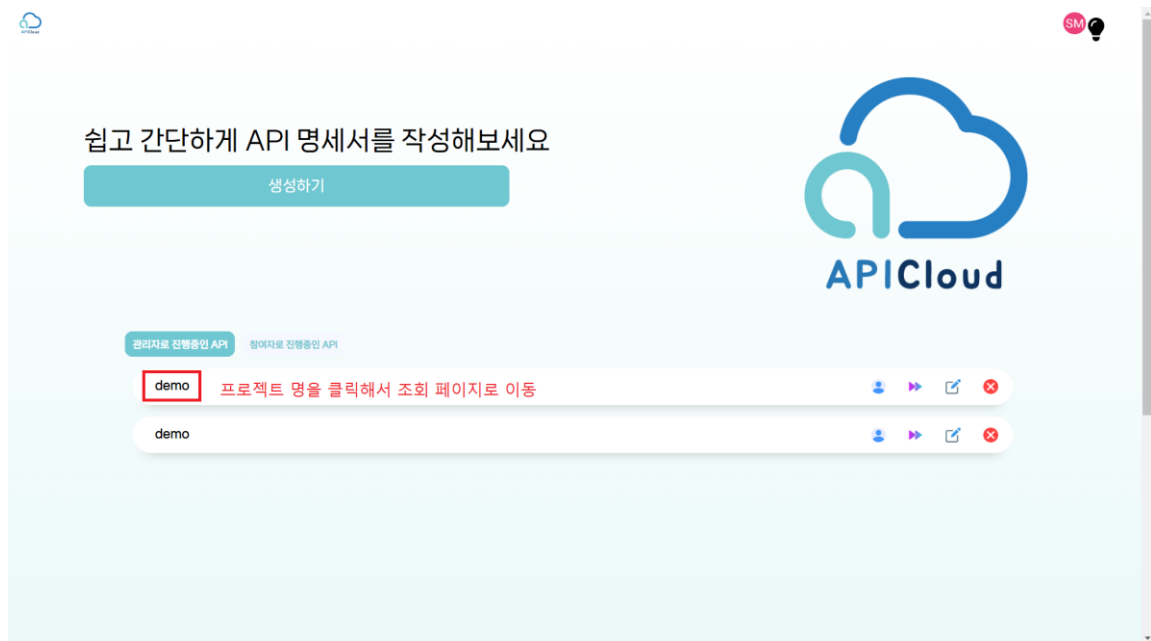 APICloud
SM
쉽고 간단하게 API 명세서를 작성해보세요
생성하기
APICloud
관리자로 진행중인 API
참여자로 진행중인 API
demo
프로젝트 명을 클릭해서 조회 페이지로 이동
demo